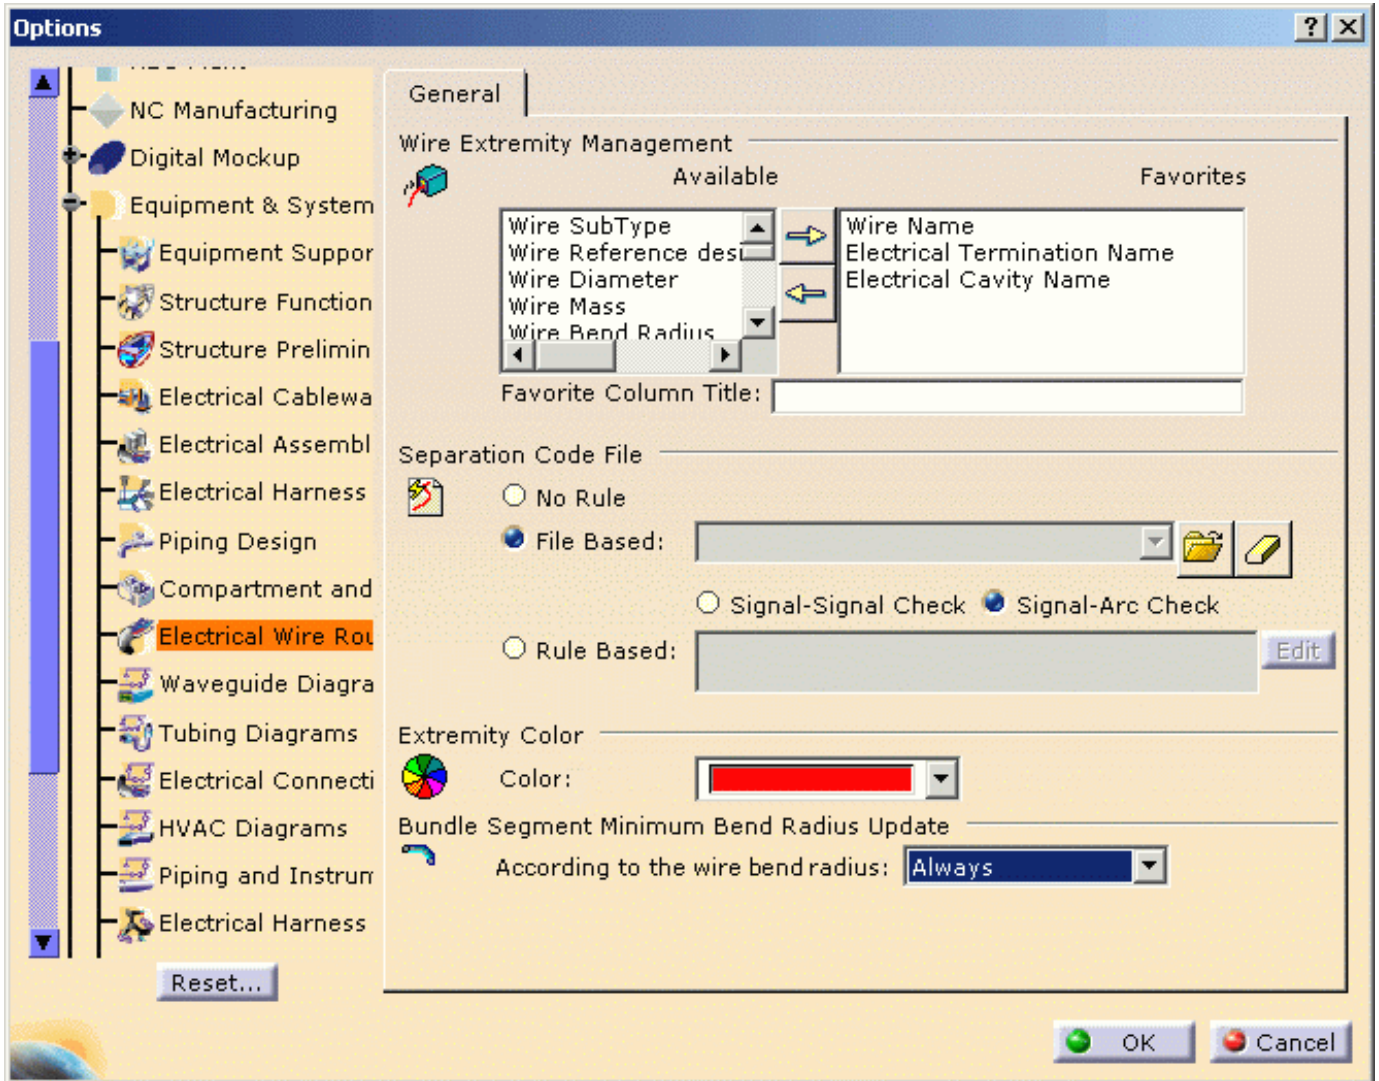 Options
NC Manufacturing
Digital Mockup
Equipment & System
Equipment Suppor
Structure Function
Structure Prelimin
Electrical Cablewa
Electrical Assembl
Electrical Harness
Piping Design
Compartment and
Electrical Wire Rou
Waveguide Diagra
Tubing Diagrams
Electrical Connecti
HVAC Diagrams
Piping and Instrum
Electrical Harness
Reset...
General
Wire Extremity Management
Available
Favorites
Wire SubType
Wire Reference desi
Wire Diameter
Wire Mass
Wire Bend Radius
Wire Name
Electrical Termination Name
Electrical Cavity Name
Favorite Column Title:
Separation Code File
No Rule
File Based:
Signal-Signal Check
Signal-Arc Check
Rule Based:
Edit
Extremity Color
Color:
Bundle Segment Minimum Bend Radius Update
According to the wire bend radius:
Always
OK
Cancel